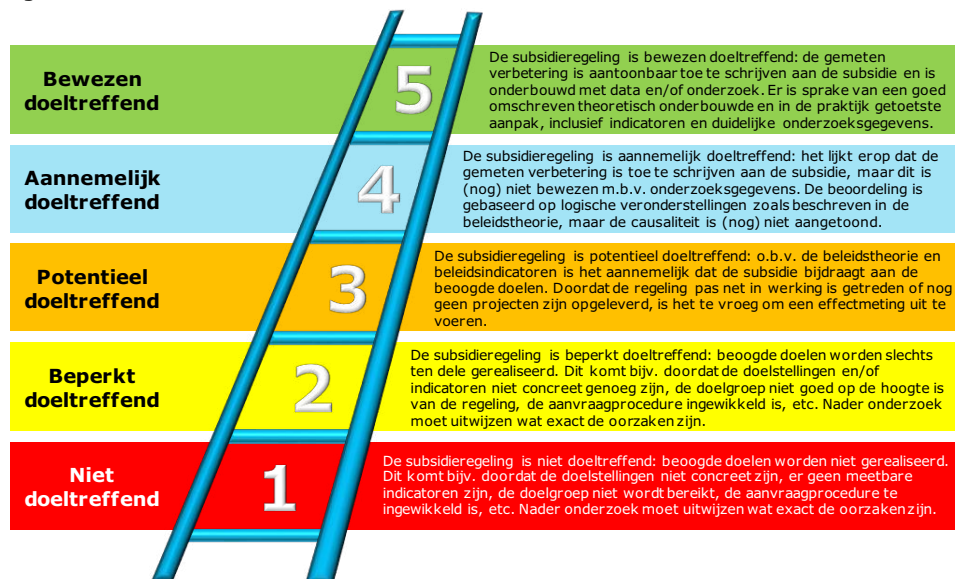 Bewezen
doeltreffend
5
De subsidieregeling is bewezen doeltreffend: de gemeten
verbetering is aantoonbaar toe te schrijven aan de subsidie en is
onderbouwd met data en/of onderzoek. Er is sprake van een goed
omschreven theoretisch onderbouwde en in de praktijk getoetste
aanpak, inclusief indicatoren en duidelijke onderzoeksgegevens.
Aannemelijk
doeltreffend
4
De subsidieregeling is aannemelijk doeltreffend: het lijkt erop dat de
gemeten verbetering is toe te schrijven aan de subsidie, maar dit is
(nog) niet bewezen m.b.v. onderzoeksgegevens. De beoordeling is
gebaseerd op logische veronderstellingen zoals beschreven in de
beleidstheorie, maar de causaliteit is (nog) niet aangetoond.
Potentieel
doeltreffend
3
De subsidieregeling is potentieel doeltreffend: o.b.v. de beleidstheorie en
beleidsindicatoren is het aannemelijk dat de subsidie bijdraagt aan de
beoogde doelen. Doordat de regeling pas net in werking is getreden of nog
geen projecten zijn opgeleverd, is het te vroeg om een effectmeting uit te
voeren.
Beperkt
doeltreffend
2
De subsidieregeling is beperkt doeltreffend: beoogde doelen worden slechts
ten dele gerealiseerd. Dit komt bijv. doordat de doelstellingen en/of
indicatoren niet concreet genoeg zijn, de doelgroep niet goed op de hoogte is
van de regeling, de aanvraagprocedure ingewikkeld is, etc. Nader onderzoek
moet uitwijzen wat exact de oorzaken zijn.
Niet
doeltreffend
1
De subsidieregeling is niet doeltreffend: beoogde doelen worden niet gerealiseerd.
Dit komt bijv. doordat de doelstellingen niet concreet zijn, er geen meetbare
indicatoren zijn, de doelgroep niet wordt bereikt, de aanvraagprocedure te
ingewikkeld is, etc. Nader onderzoek moet uitwijzen wat exact de oorzaken zijn.